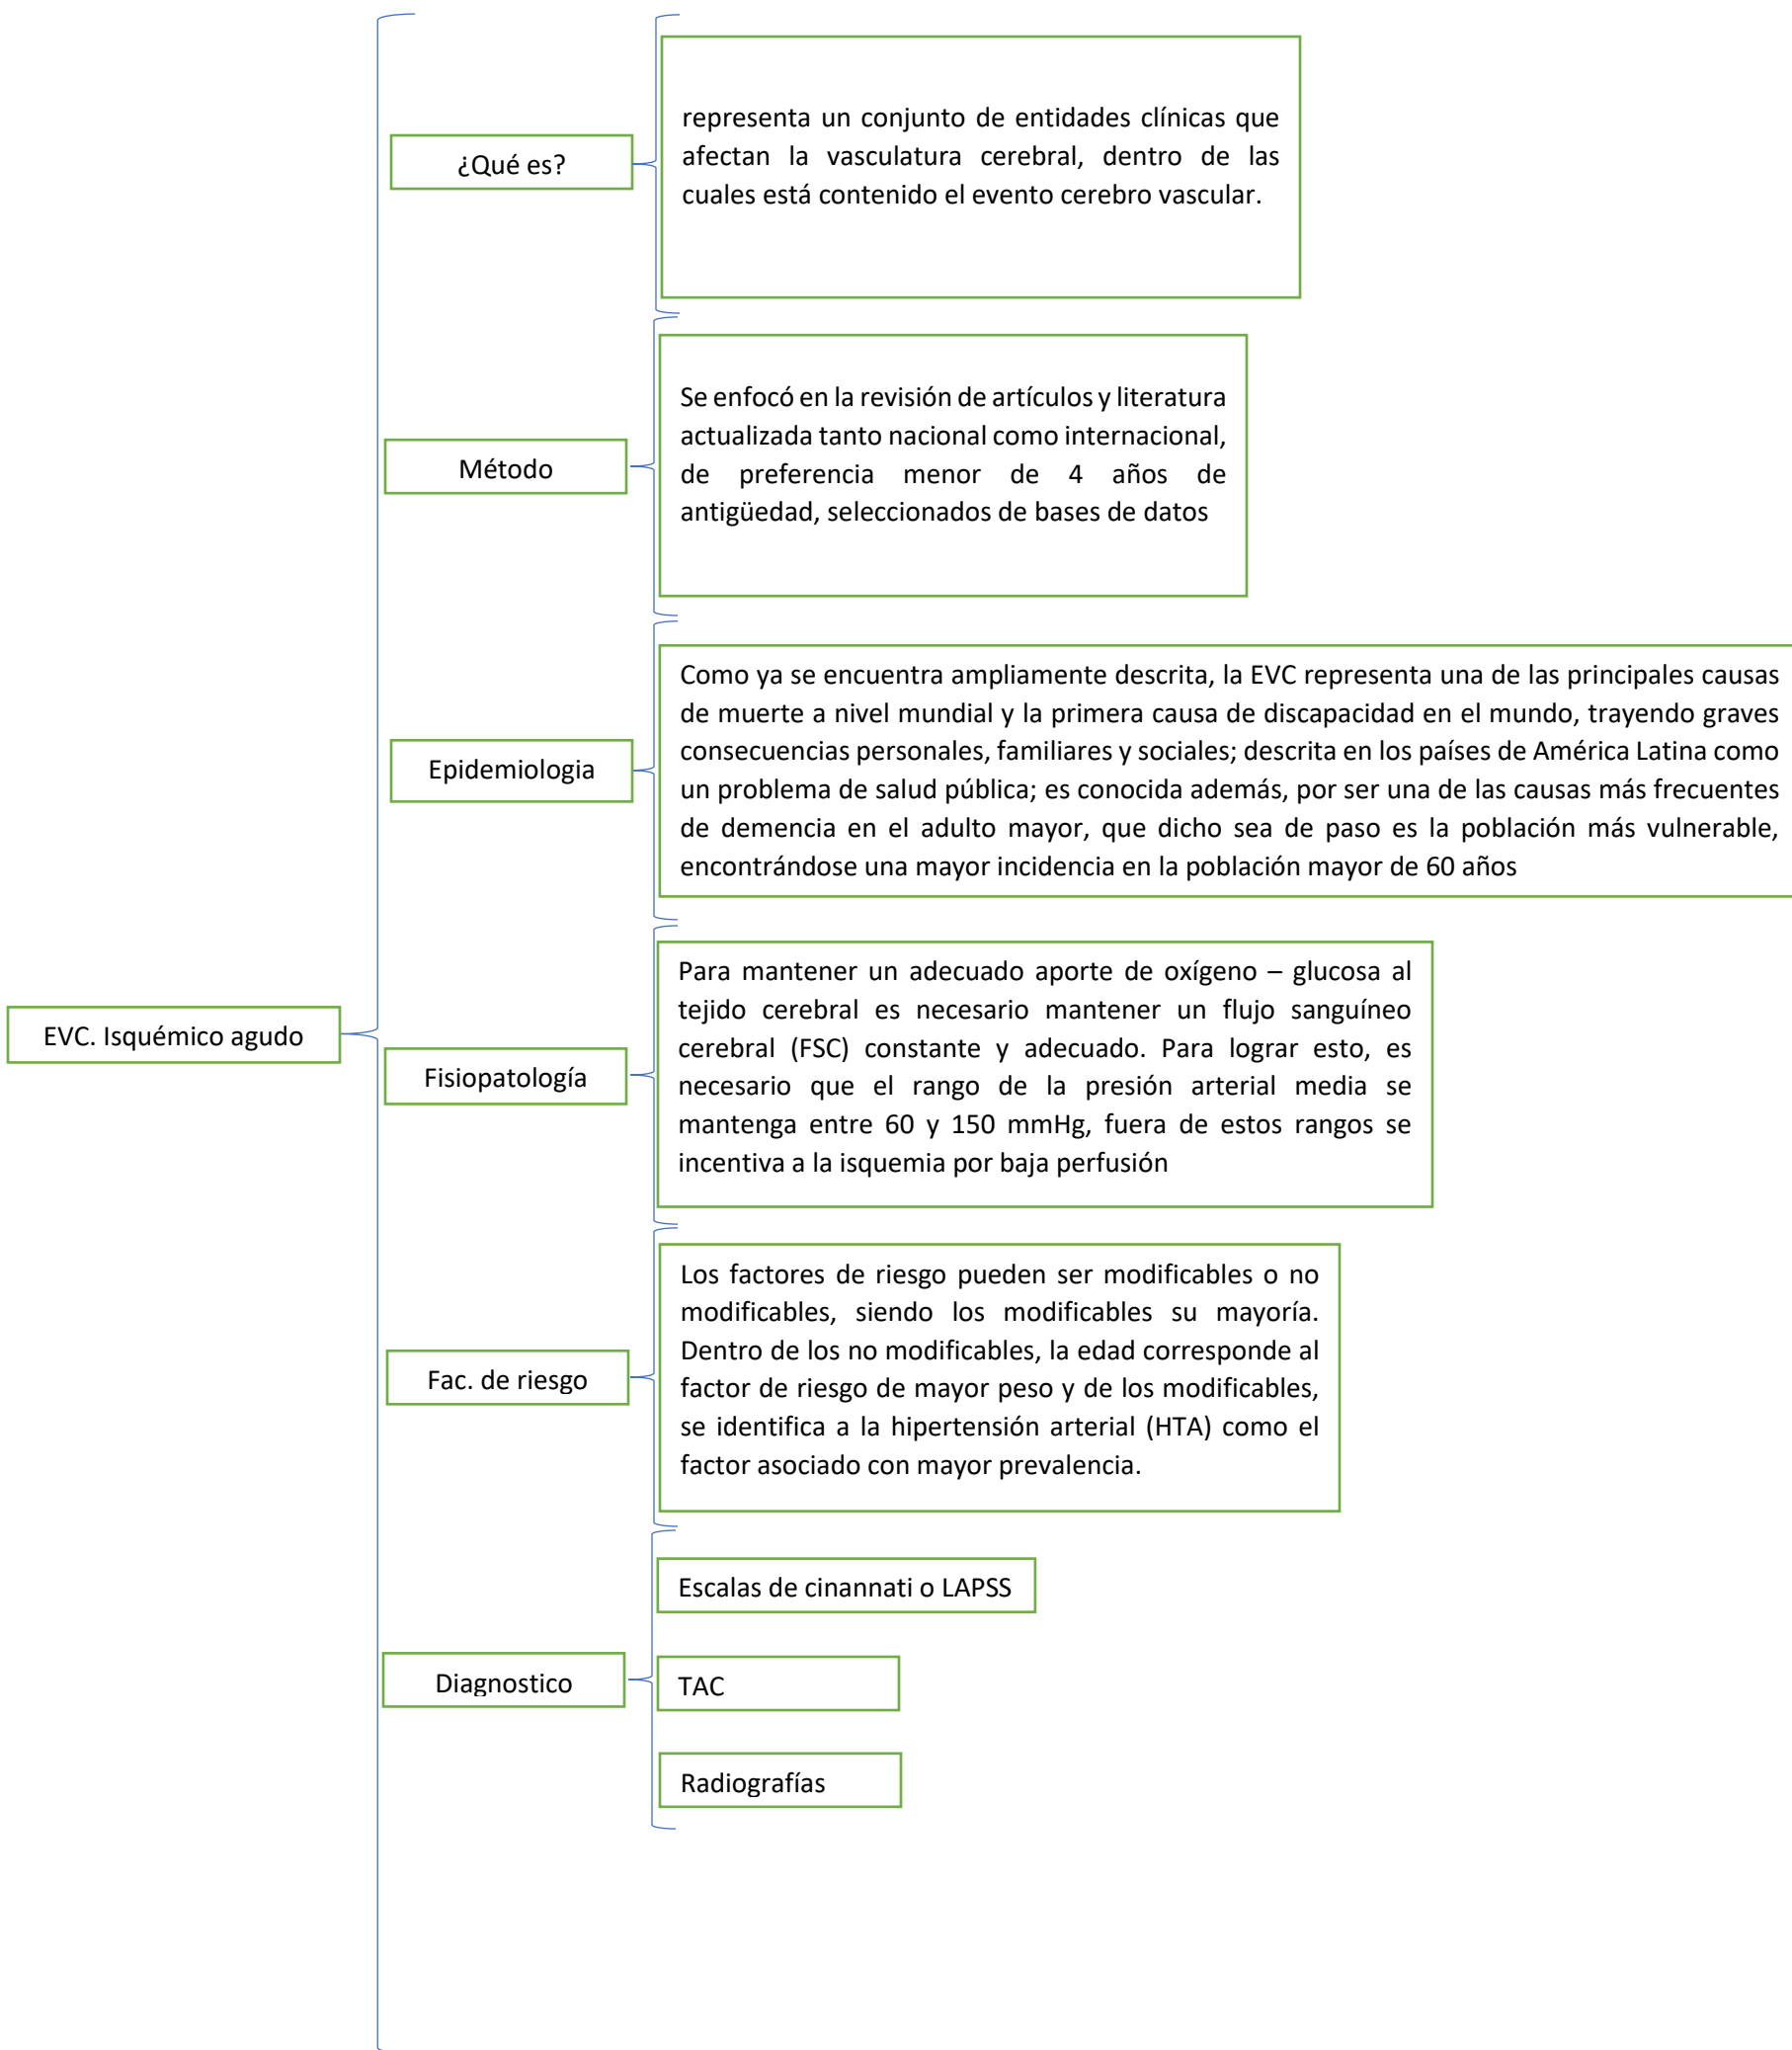 ¿Qué es?
representa un conjunto de entidades clínicas que
afectan la vasculatura cerebral, dentro de las
cuales está contenido el evento cerebro vascular.
Método
Se enfocó en la revisión de artículos y literatura
actualizada tanto nacional como internacional,
de preferencia menor de 4 años de
antigüedad, seleccionados de bases de datos
Epidemiologia
Como ya se encuentra ampliamente descrita, la EVC representa una de las principales causas
de muerte a nivel mundial y la primera causa de discapacidad en el mundo, trayendo graves
consecuencias personales, familiares y sociales; descrita en los países de América Latina como
un problema de salud pública; es conocida además, por ser una de las causas más frecuentes
de demencia en el adulto mayor, que dicho sea de paso es la población más vulnerable,
encontrándose una mayor incidencia en la población mayor de 60 años
EVC. Isquémico agudo
Fisiopatología
Para mantener un adecuado aporte de oxígeno – glucosa al
tejido cerebral es necesario mantener un flujo sanguíneo
cerebral (FSC) constante y adecuado. Para lograr esto, es
necesario que el rango de la presión arterial media se
mantenga entre 60 y 150 mmHg, fuera de estos rangos se
incentiva a la isquemia por baja perfusión
Fac. de riesgo
Los factores de riesgo pueden ser modificables o no
modificables, siendo los modificables su mayoría.
Dentro de los no modificables, la edad corresponde al
factor de riesgo de mayor peso y de los modificables,
se identifica a la hipertensión arterial (HTA) como el
factor asociado con mayor prevalencia.
Diagnostico
Escalas de cinannati o LAPSS
TAC
Radiografías